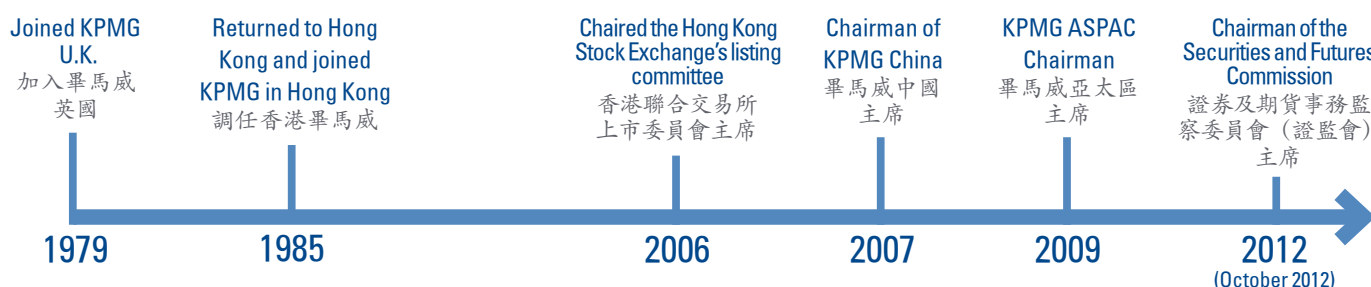 Joined KPMG
U.K.
加入畢馬威
英國
Returned to Hong
Kong and joined
KPMG in Hong Kong
調任香港畢馬威
Chaired the Hong Kong
Stock Exchange's listing
committee
香港聯合交易所
上市委員會主席
Chairman of
KPMG China
畢馬威中國
主席
KPMG ASPAC
Chairman
畢馬威亞太區
主席
Chairman of the
Securities and Futures
Commission
證券及期貨事務監
察委員會（證監會）
主席
1979
1985
2006
2007
2009
2012
(October 2012)